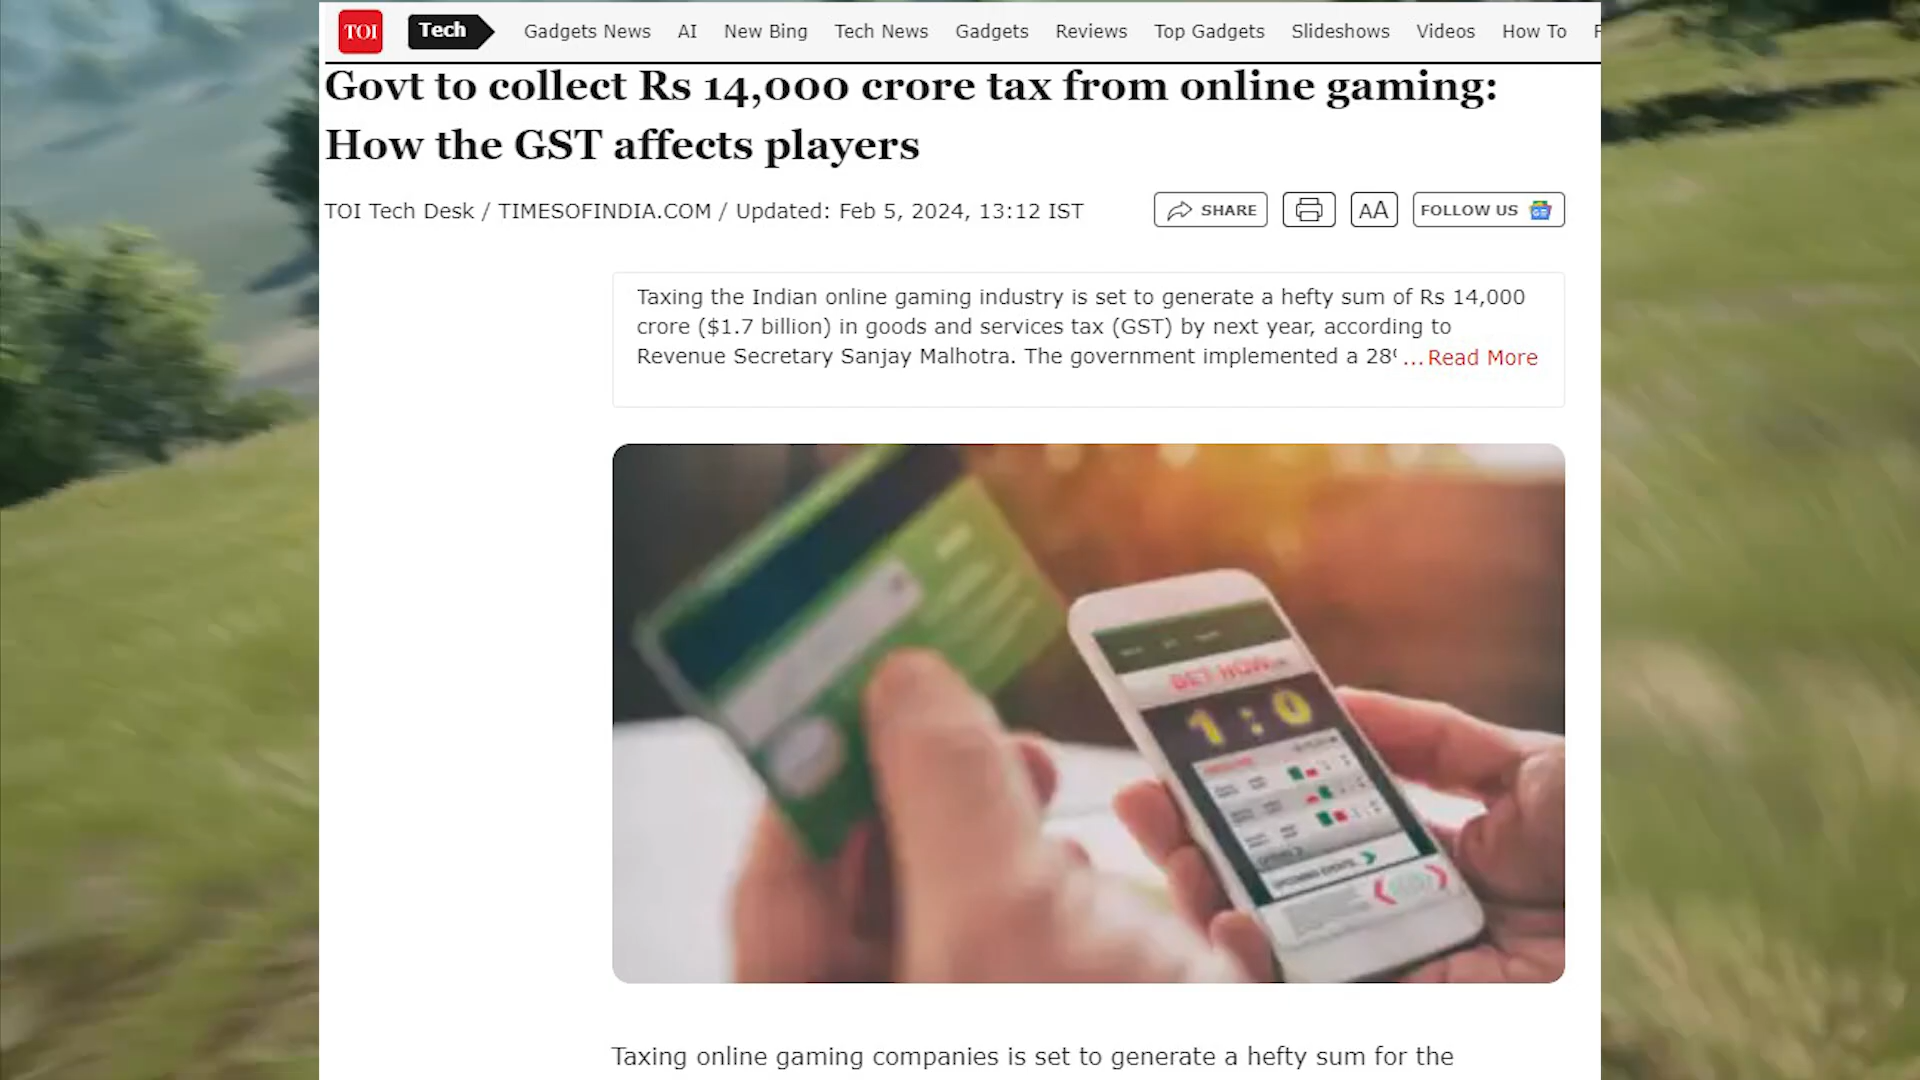 TOI Tech Gadgets News AI New Bing Tech News Gadgets Reviews Top Gadgets Slideshows Videos How To
Govt to collect Rs 14,000 crore tax from online gaming:
How the GST affects players
TOI Tech Desk / TIMESOFINDIA.COM / Updated: Feb 5, 2024, 13:12 IST SHARE AA FOLLOW US
Taxing the Indian online gaming industry is set to generate a hefty sum of Rs 14,000
crore ($1.7 billion) in goods and services tax (GST) by next year, according to
Revenue Secretary Sanjay Malhotra. The government implemented a 28 ... Read More
BET NOW
1 : 0
UPCOMING EVENTS
Taxing online gaming companies is set to generate a hefty sum for the